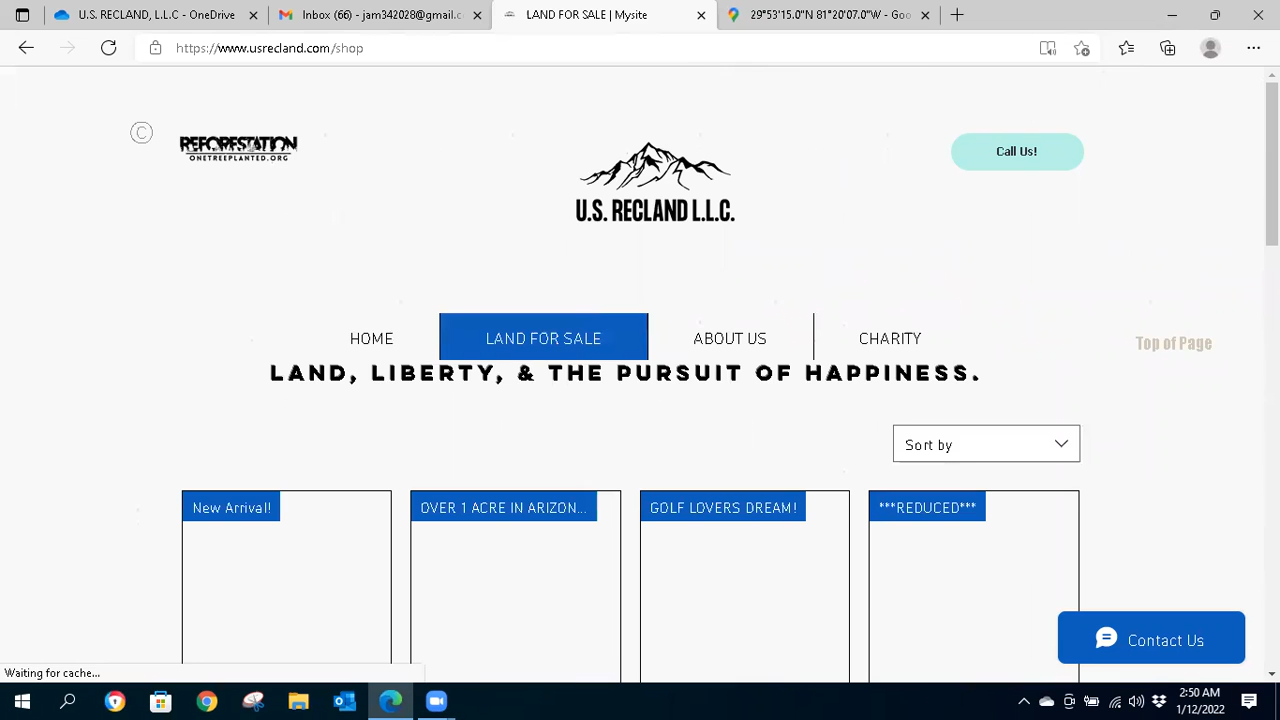 U.S. RECLAND, L.L.C - OneDrive
Inbox (66) - jam342028@gmail.c
LAND FOR SALE | Mysite
29°53'15.0"N 81°20'07.0"W - Goo
https://www.usrecland.com/shop
©
REFORESTATION
ONETREEPLANTED.ORG
U.S. RECLAND L.L.C.
Call Us!
HOME
LAND FOR SALE
ABOUT US
CHARITY
Top of Page
LAND, LIBERTY, & THE PURSUIT OF HAPPINESS.
Sort by
New Arrival!
OVER 1 ACRE IN ARIZON...
GOLF LOVERS DREAM!
***REDUCED***
Contact Us
Waiting for cache...
2:50 AM
1/12/2022